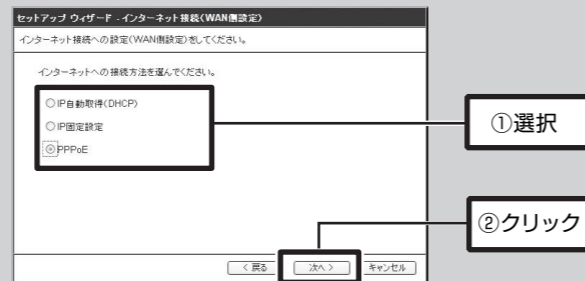 セットアップ ウィザード - インターネット接続(WAN側設定)
インターネット接続への設定(WAN側設定)をしてください。
インターネットへの接続方法を選んでください。
IP自動取得(DHCP)
IP固定設定
PPPoE
①選択
②クリック
< 戻る
次へ >
キャンセル